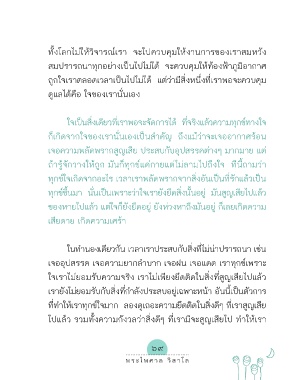 ทั้งโลกไม่ให้วิจารณ์เรา จะไปควบคุมให้งานการของเราสมหวัง
สมปรารถนาทุกอย่างเป็นไปไม่ได้ จะควบคุมให้ท้องฟ้าภูมิอากาศ
ถูกใจเราตลอดเวลาเป็นไปไม่ได้ แต่ว่ามีสิ่งหนึ่งที่เราพอจะควบคุม
ดูแลได้คือ ใจของเรานั่นเอง
ใจเป็นสิ่งเดียวที่เราพอจะจัดการได้ ที่จริงแล้วความทุกข์ทางใจ
ก็เกิดจากใจของเรานั่นเองเป็นสำคัญ ถึงแม้ว่าจะเจออากาศร้อน
เจอความพลัดพรากสูญเสีย ประสบกับอุปสรรคต่างๆ มากมาย แต่
ถ้ารู้จักวางใจให้ถูก มันก็ทุกข์แต่กายแต่ไม่ลามไปถึงใจ ทีนี้ถามว่า
ทุกข์ใจเกิดจากอะไร เวลาเราพลัดพรากจากสิ่งอันเป็นที่รักแล้วเป็น
ทุกข์ขึ้นมา นั่นเป็นเพราะว่าใจเรายังยึดสิ่งนั้นอยู่ มันสูญเสียไปแล้ว
ของหายไปแล้ว แต่ใจก็ยังยึดอยู่ ยังห่วงหาถึงมันอยู่ ก็เลยเกิดความ
เสียดาย เกิดความเศร้า
ในทำนองเดียวกัน เวลาเราประสบกับสิ่งที่ไม่น่าปรารถนา เช่น
เจออุปสรรค เจอความยากลำบาก เจอฝน เจอแดด เราทุกข์เพราะ
ใจเราไม่ยอมรับความจริง เราไม่เพียงยึดติดในสิ่งที่สูญเสียไปแล้ว
เรายังไม่ยอมรับกับสิ่งที่กำลังประสบอยู่เฉพาะหน้า อันนี้เป็นตัวการ
ที่ทำให้เราทุกข์ใจมาก ลองดูเถอะความยึดติดในสิ่งดีๆ ที่เราสูญเสีย
ไปแล้ว รวมทั้งความกังวลว่าสิ่งดีๆ ที่เรามีจะสูญเสียไป ทำให้เรา
๖๙
พระไพศาล วิสาโล